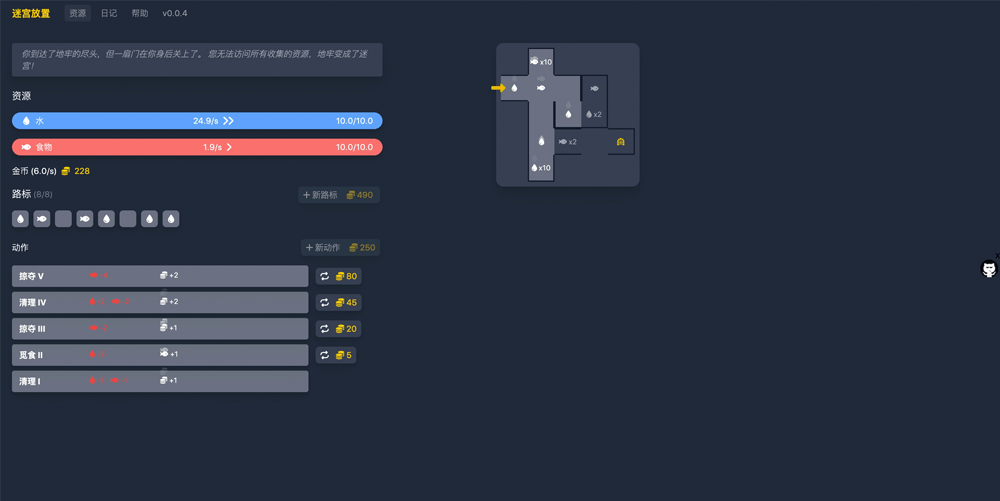 迷宫放置 资源 日记 帮助 v0.0.4
你到达了地牢的尽头，但一扇门在你身后关上了。 您无法访问所有收集的资源，地牢变成了迷
宫！
资源
水 24.9/s 10.0/10.0
食物 1.9/s 10.0/10.0
金币 (6.0/s) 228
路标 (8/8) 新路标 490
动作 新动作 250
掠夺 V +2 80
清理 IV +2 45
掠夺 III +1 20
觅食 II +1 5
清理 I +1
x10
x2
x2
x10